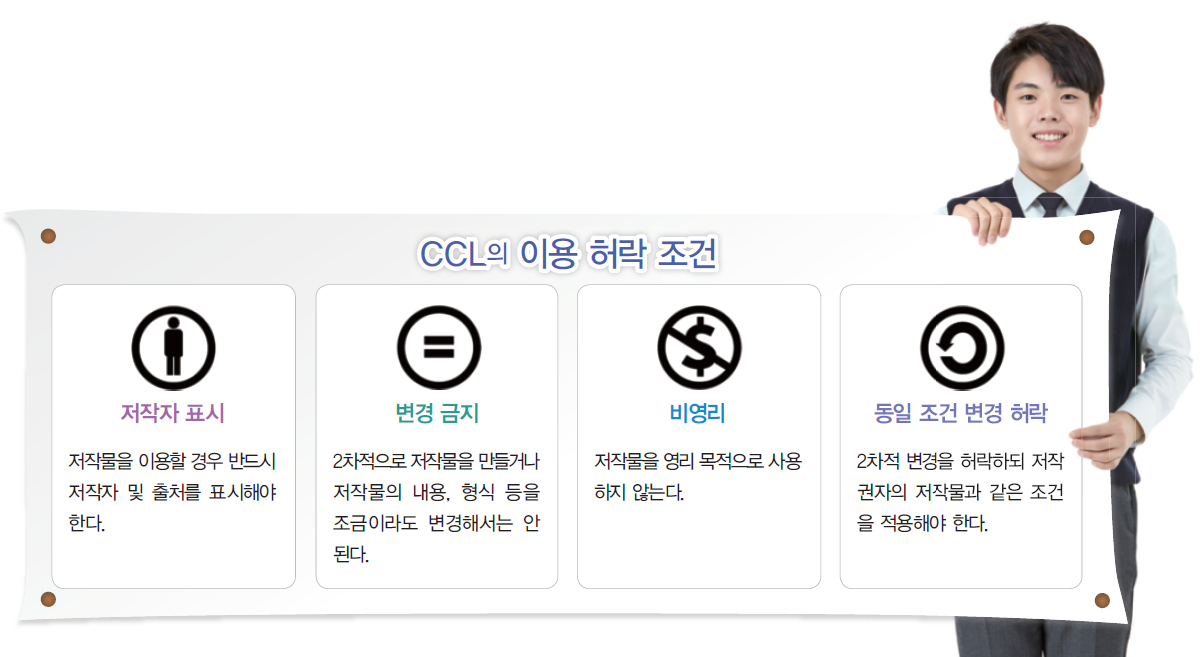 CCL의 이용 허락 조건
저작자 표시
저작물을 이용할 경우 반드시
저작자 및 출처를 표시해야
한다.
변경 금지
2차적으로 저작물을 만들거나
저작물의 내용, 형식 등을
조금이라도 변경해서는 안
된다.
비영리
저작물을 영리 목적으로 사용
하지 않는다.
동일 조건 변경 허락
2차적 변경을 허락하되 저작
권자의 저작물과 같은 조건
을 적용해야 한다.